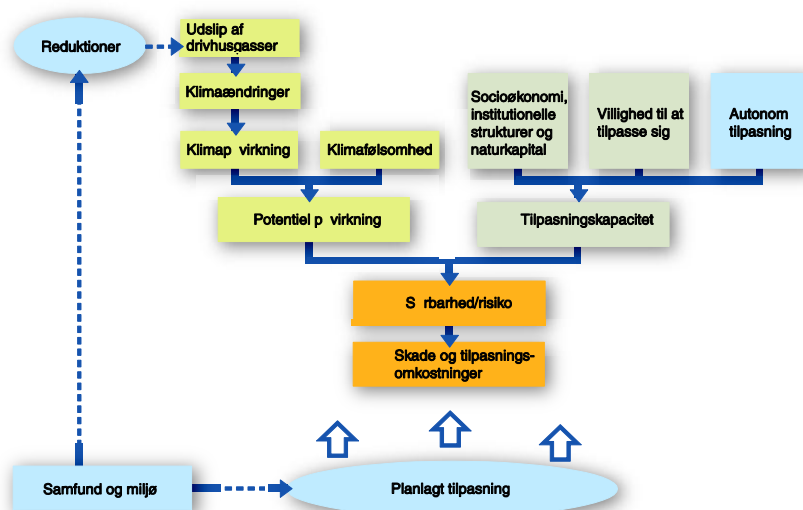 Reduktioner
Udslip af
drivhusgasser
Klimaændringer
Klimap virkning
Klimafølsomhed
Socioøkonomi,
institutionelle
strukturer og
naturkapital
Villighed til at
tilpasse sig
Autonom
tilpasning
Potentiel p virkning
Tilpasningskapacitet
S rbarhed/risiko
Skade og tilpasnings-
omkostninger
Samfund og miljø
Planlagt tilpasning